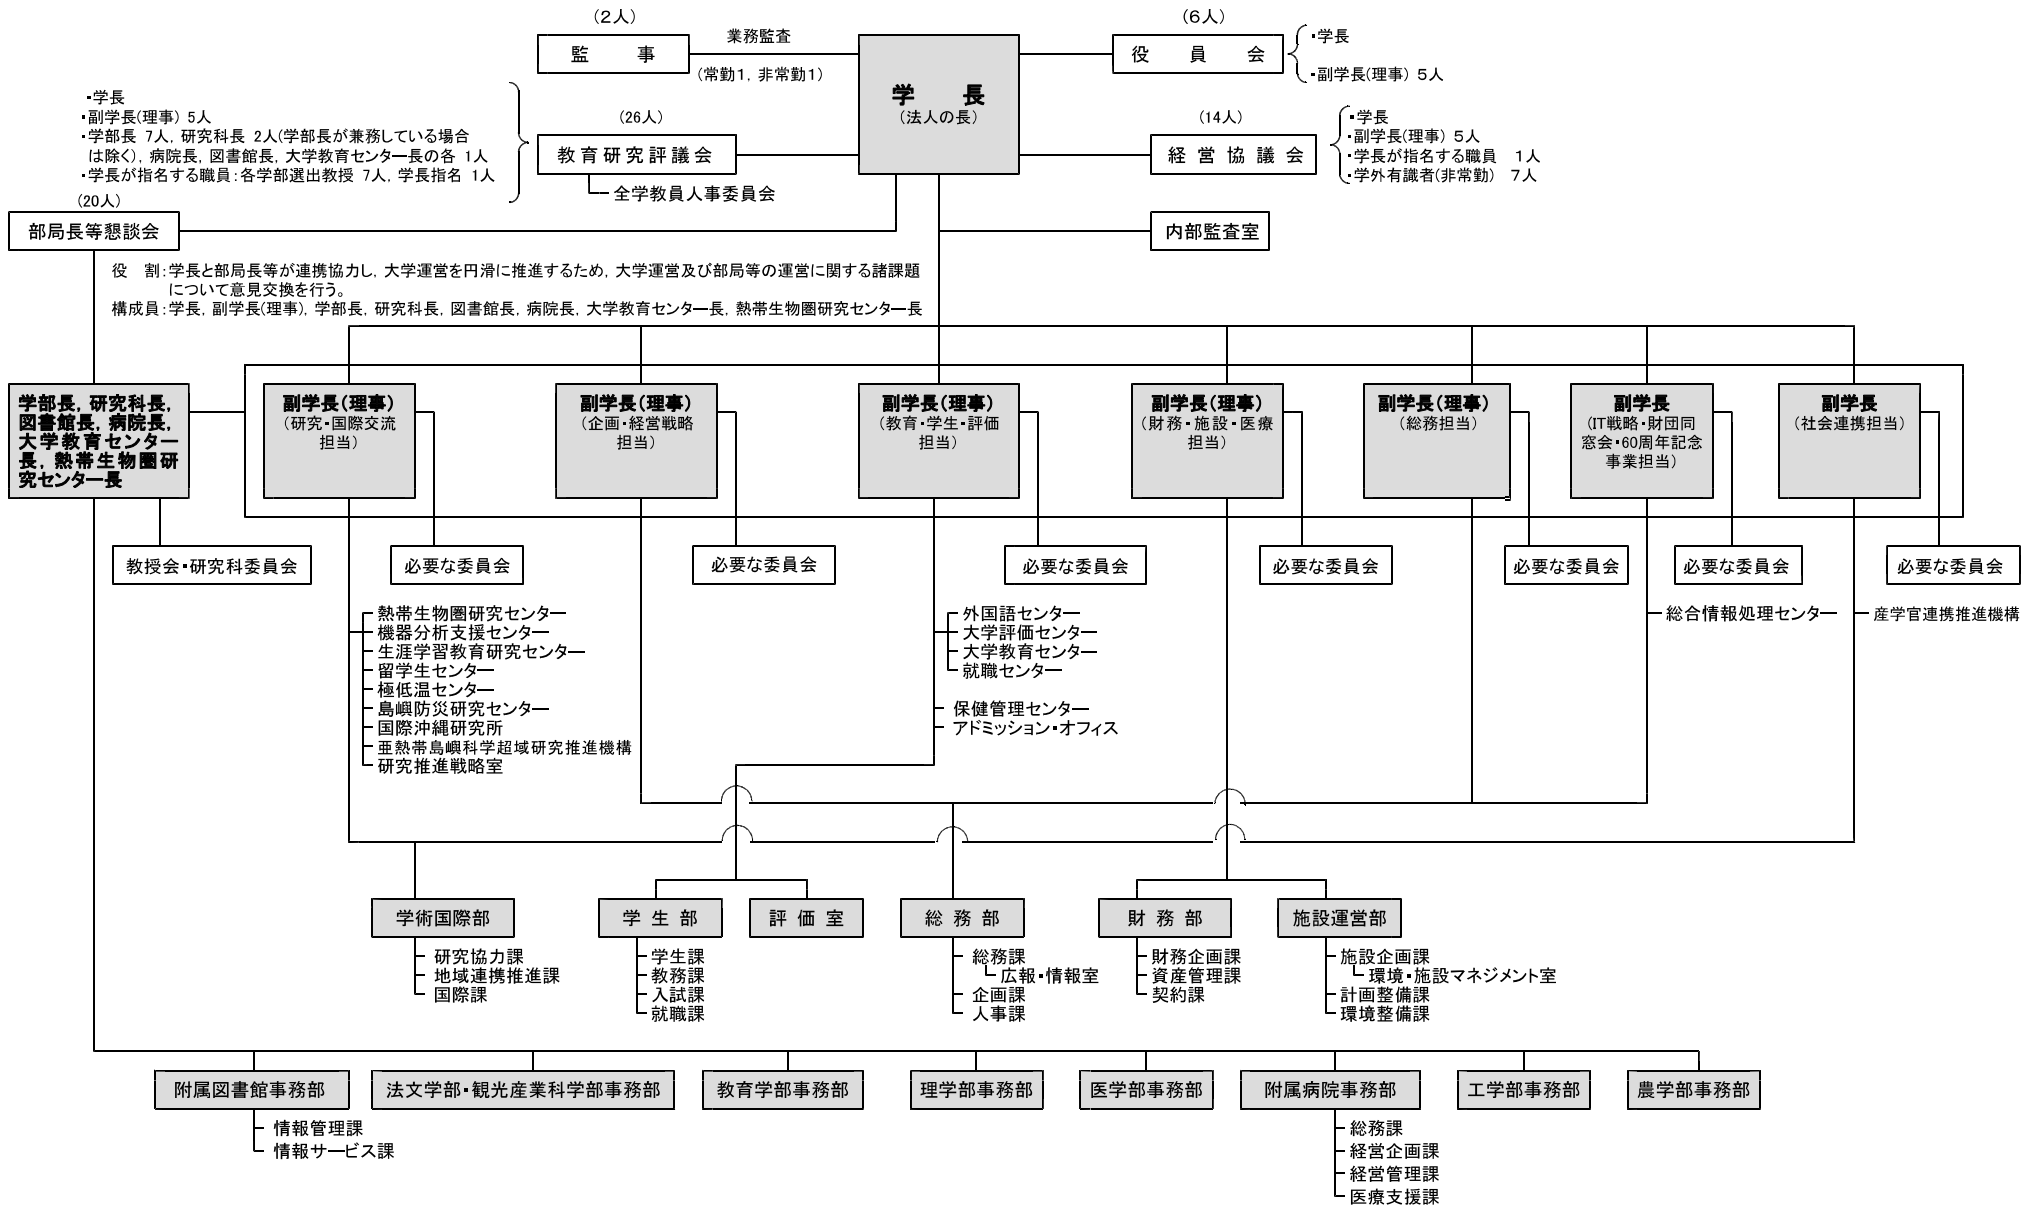 (2人)
監　事
業務監査
(常勤1, 非常勤1)
学　長
(法人の長)
(6人)
役　員　会
・学長
・副学長(理事) 5人
・学長
・副学長(理事) 5人
・学部長 7人, 研究科長 2人(学部長が兼務している場合
は除く), 病院長, 図書館長, 大学教育センター長の各 1人
・学長が指名する職員:各学部選出教授 7人, 学長指名 1人
(26人)
教育研究評議会
全学教員人事委員会
(14人)
経営協議会
・学長
・副学長(理事) 5人
・学長が指名する職員　1人
・学外有識者(非常勤)　7人
(20人)
部局長等懇談会
内部監査室
役　割:学長と部局長等が連携協力し, 大学運営を円滑に推進するため, 大学運営及び部局等の運営に関する諸課題
について意見交換を行う。
構成員:学長, 副学長(理事), 学部長, 研究科長, 図書館長, 病院長, 大学教育センター長, 熱帯生物圏研究センター長
学部長, 研究科長,
図書館長, 病院長,
大学教育センター
長, 熱帯生物圏研
究センター長
副学長(理事)
(研究・国際交流
担当)
副学長(理事)
(企画・経営戦略
担当)
副学長(理事)
(教育・学生・評価
担当)
副学長(理事)
(財務・施設・医療
担当)
副学長(理事)
(総務担当)
副学長
(IT戦略・財団同
窓会・60周年記念
事業担当)
副学長
(社会連携担当)
教授会・研究科委員会
必要な委員会
必要な委員会
必要な委員会
必要な委員会
必要な委員会
必要な委員会
必要な委員会
熱帯生物圏研究センター
機器分析支援センター
生涯学習教育研究センター
留学生センター
極低温センター
島嶼防災研究センター
国際沖縄研究所
亜熱帯島嶼科学超域研究推進機構
研究推進戦略室
外国語センター
大学評価センター
大学教育センター
就職センター
保健管理センター
アドミッション・オフィス
総合情報処理センター
産学官連携推進機構
学術国際部
研究協力課
地域連携推進課
国際課
学生部
学生課
教務課
入試課
就職課
評価室
総務部
総務課
広報・情報室
企画課
人事課
財務部
財務企画課
資産管理課
契約課
施設運営部
施設企画課
環境・施設マネジメント室
計画整備課
環境整備課
附属図書館事務部
情報管理課
情報サービス課
法文学部・観光産業科学部事務部
教育学部事務部
理学部事務部
医学部事務部
附属病院事務部
総務課
経営企画課
経営管理課
医療支援課
工学部事務部
農学部事務部